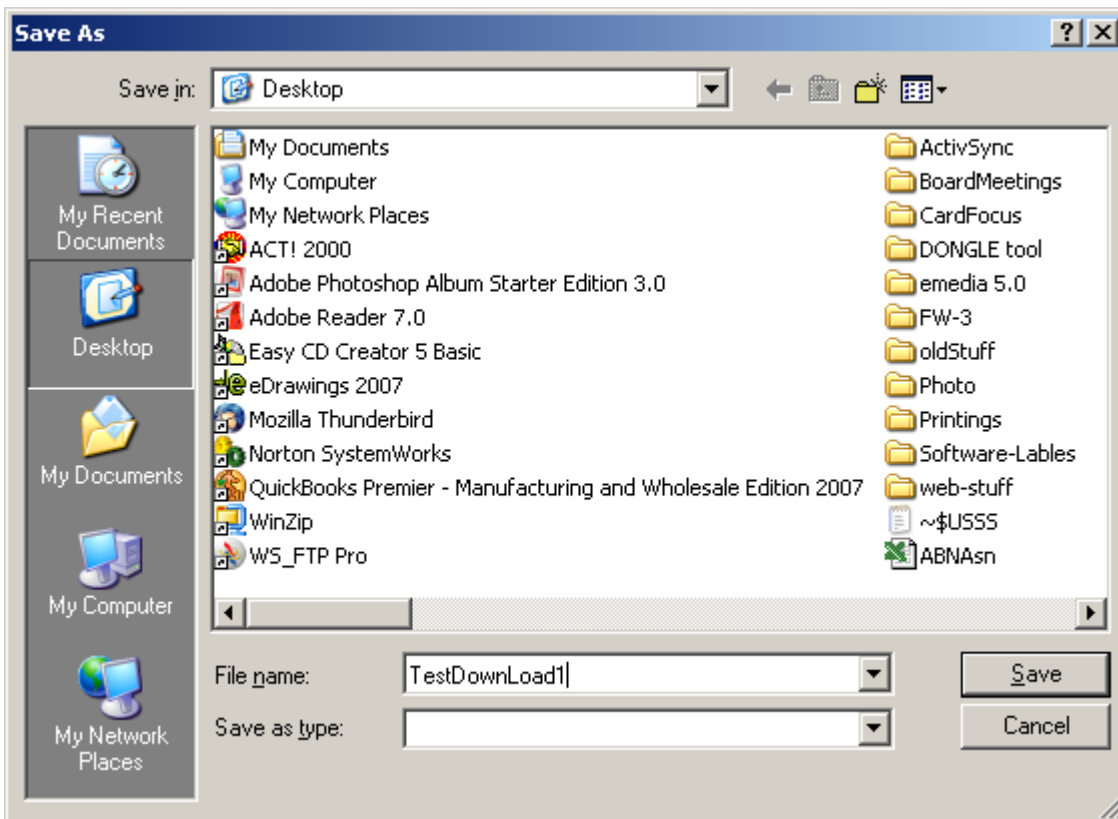 Save As
Save in:
Desktop
My Recent
Documents
Desktop
My Documents
My Computer
My Network
Places
My Documents
My Computer
My Network Places
ACT! 2000
Adobe Photoshop Album Starter Edition 3.0
Adobe Reader 7.0
Easy CD Creator 5 Basic
eDrawings 2007
Mozilla Thunderbird
Norton SystemWorks
QuickBooks Premier - Manufacturing and Wholesale Edition 2007
WinZip
WS_FTP Pro
ActivSync
BoardMeetings
CardFocus
DONGLE tool
emedia 5.0
FW-3
oldStuff
Photo
Printings
Software-Lables
web-stuff
~$USSS
ABNAsn
File name:
TestDownLoad1
Save
Save as type:
Cancel